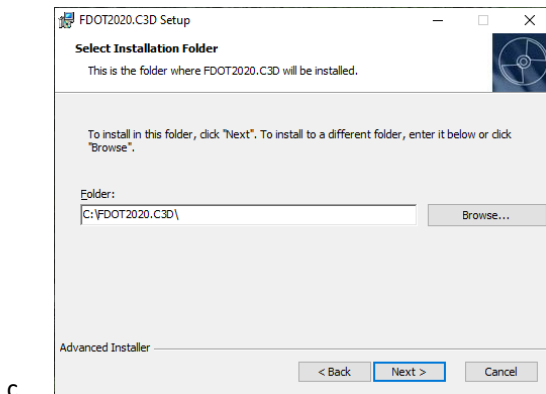 FDOT2020.C3D Setup
Select Installation Folder
This is the folder where FDOT2020.C3D will be installed.
To install in this folder, click "Next". To install to a different folder, enter it below or click
"Browse".
Folder:
C:\FDOT2020.C3D\
Browse...
Advanced Installer
< Back
Next >
Cancel
c